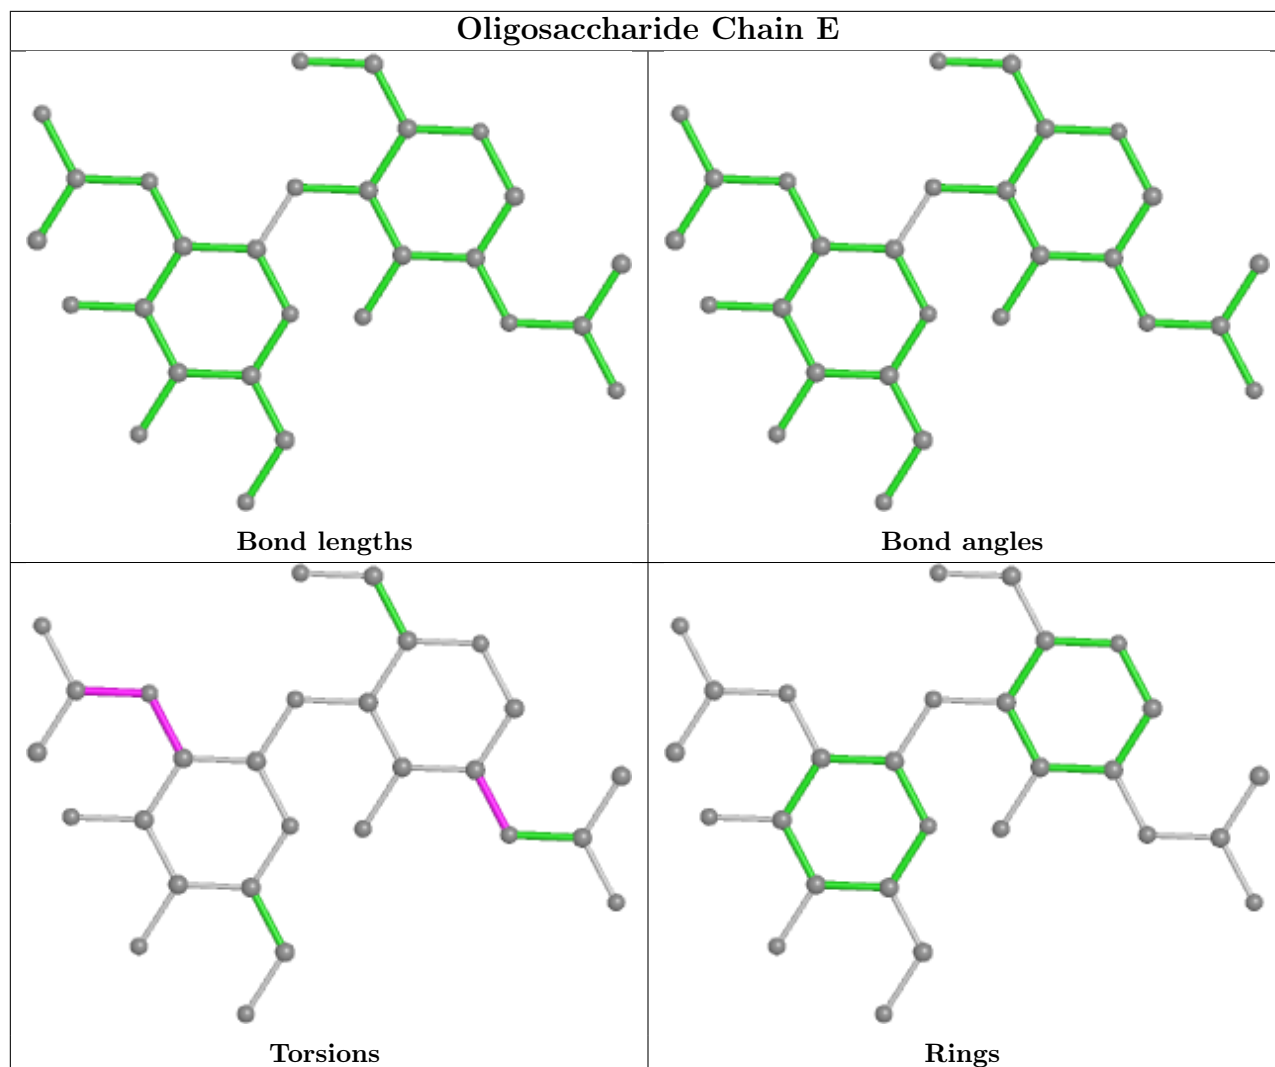 Oligosaccharide Chain E
Bond lengths
Bond angles
Torsions
Rings